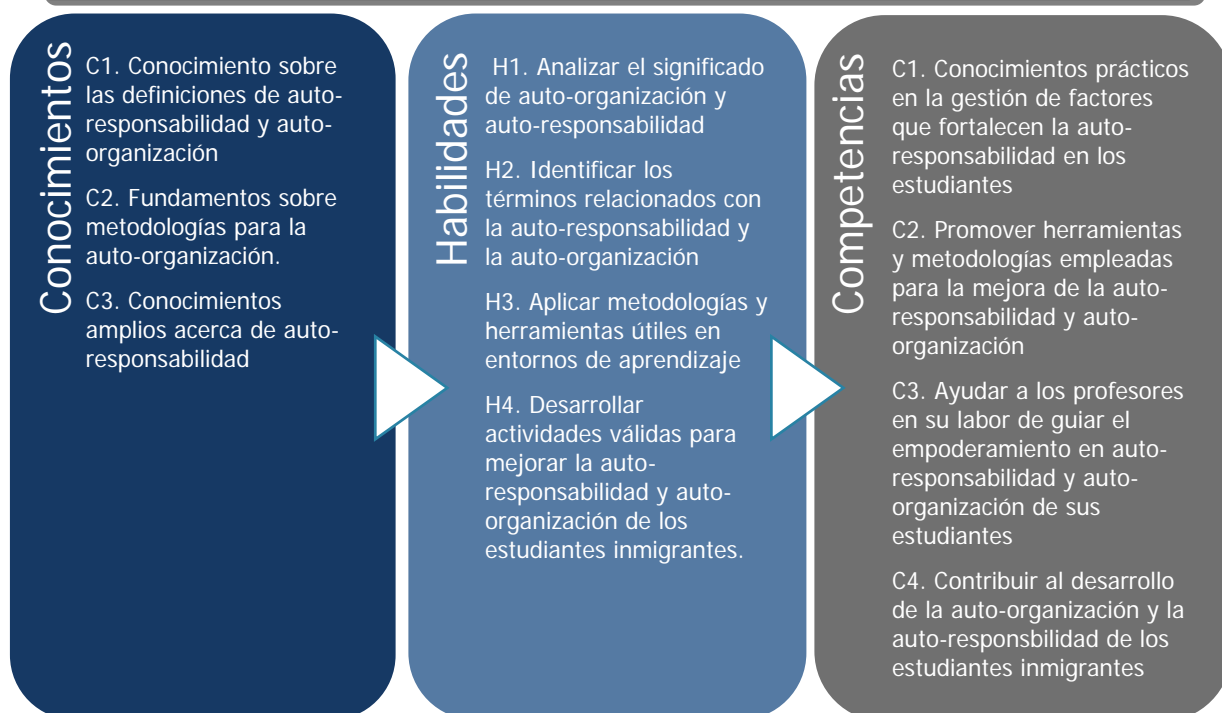 Conocimientos
C1. Conocimiento sobre
las definiciones de auto-
responsabilidad y auto-
organización
C2. Fundamentos sobre
metodologías para la
auto-organización.
C3. Conocimientos
amplios acerca de auto-
responsabilidad
Habilidades
H1. Analizar el significado
de auto-organización y
auto-responsabilidad
H2. Identificar los
términos relacionados con
la auto-responsabilidad y
la auto-organización
H3. Aplicar metodologías y
herramientas útiles en
entornos de aprendizaje
H4. Desarrollar
actividades válidas para
mejorar la auto-
responsabilidad y auto-
organización de los
estudiantes inmigrantes.
Competencias
C1. Conocimientos prácticos
en la gestión de factores
que fortalecen la auto-
responsabilidad en los
estudiantes
C2. Promover herramientas
y metodologías empleadas
para la mejora de la auto-
responsabilidad y auto-
organización
C3. Ayudar a los profesores
en su labor de guiar el
empoderamiento en auto-
responsabilidad y auto-
organización de sus
estudiantes
C4. Contribuir al desarrollo
de la auto-organización y la
auto-responsbilidad de los
estudiantes inmigrantes